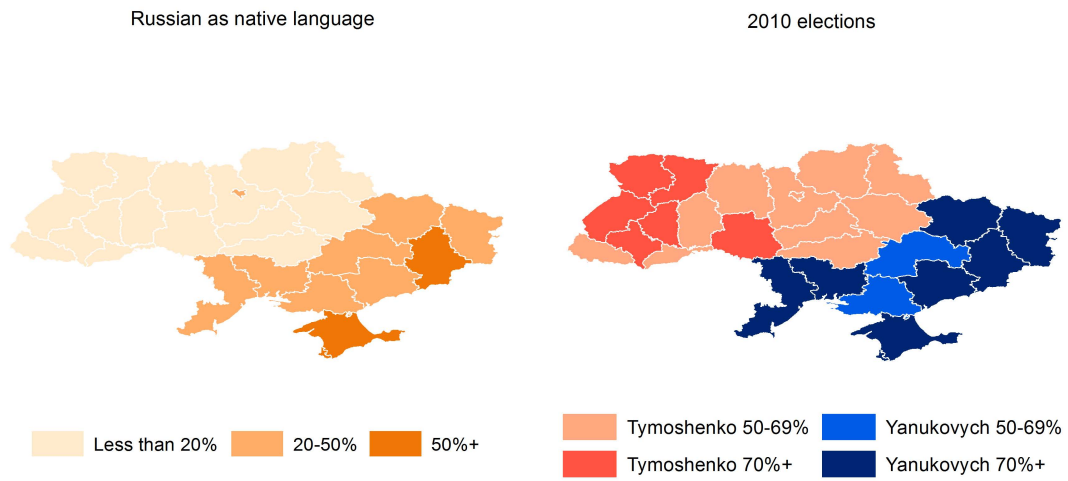 Russian as native language
2010 elections
Less than 20%
20-50%
50%+
Tymoshenko 50-69%
Yanukovych 50-69%
Tymoshenko 70%+
Yanukovych 70%+